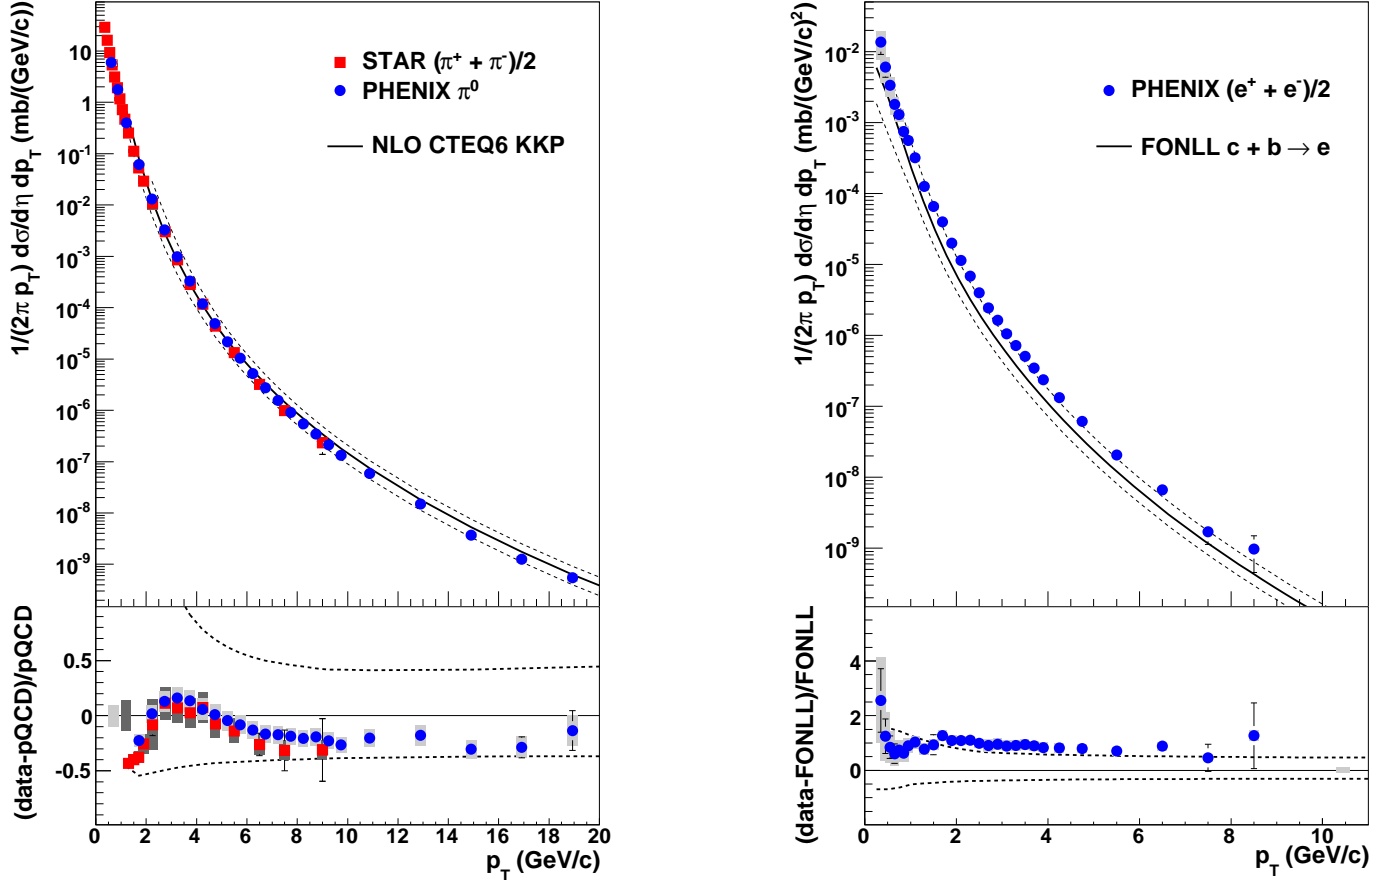 1/(2π p_T) dσ/dη dp_T (mb/(GeV/c))
10
1
10^-1
10^-2
10^-3
10^-4
10^-5
10^-6
10^-7
10^-8
10^-9
STAR (π^+ + π^-)/2
PHENIX π^0
NLO CTEQ6 KKP
(data-pQCD)/pQCD
0.5
0
-0.5
0 2 4 6 8 10 12 14 16 18 20
p_T (GeV/c)
1/(2π p_T) dσ/dη dp_T (mb/(GeV/c)^2)
10^-2
10^-3
10^-4
10^-5
10^-6
10^-7
10^-8
10^-9
PHENIX (e^+ + e^-)/2
FONLL c + b → e
(data-FONLL)/FONLL
4
2
0
0 2 4 6 8 10
p_T (GeV/c)